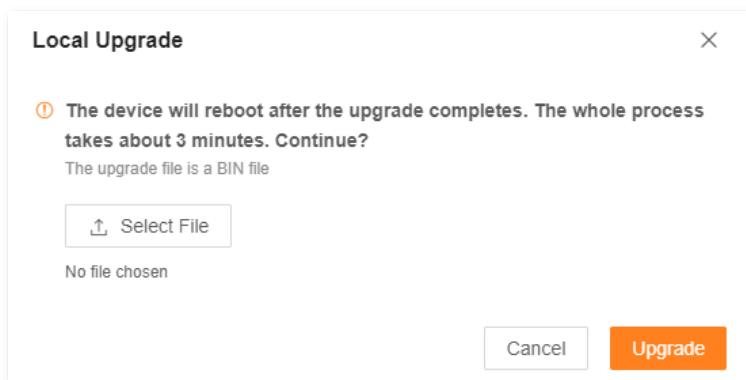 Local Upgrade
The device will reboot after the upgrade completes. The whole process
takes about 3 minutes. Continue?
The upgrade file is a BIN file
Select File
No file chosen
Cancel
Upgrade